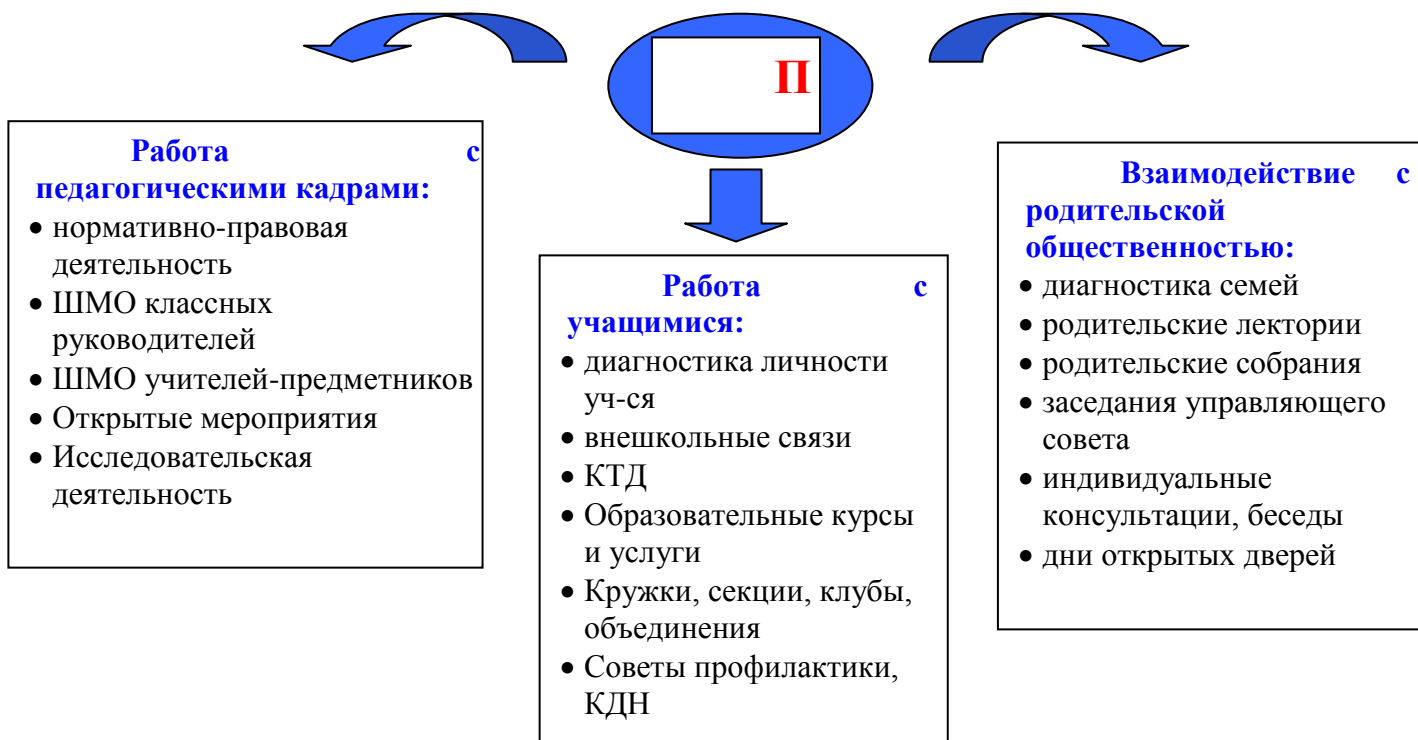 П
Работа с
педагогическими кадрами:
• нормативно-правовая
деятельность
• ШМО классных
руководителей
• ШМО учителей-предметников
• Открытые мероприятия
• Исследовательская
деятельность
Работа с
учащимися:
• диагностика личности
уч-ся
• внешкольные связи
• КТД
• Образовательные курсы
и услуги
• Кружки, секции, клубы,
объединения
• Советы профилактики,
КДН
Взаимодействие с
родительской
общественностью:
• диагностика семей
• родительские лектории
• родительские собрания
• заседания управляющего
совета
• индивидуальные
консультации, беседы
• дни открытых дверей